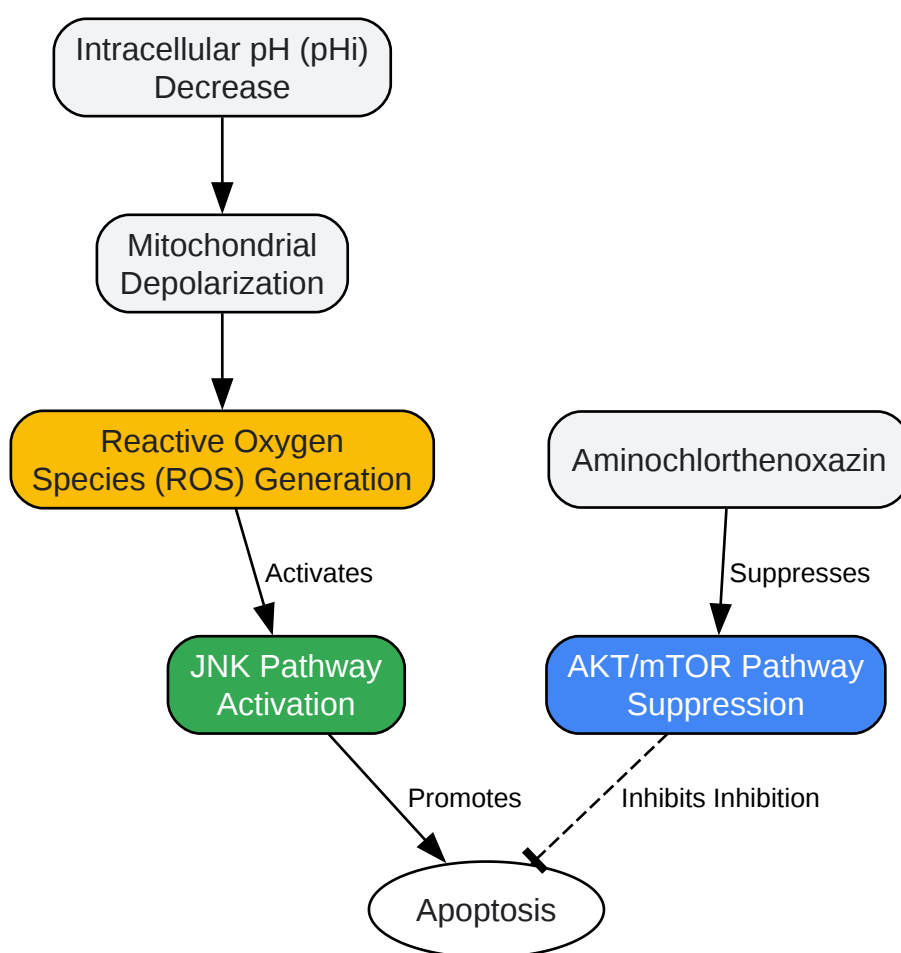 Intracellular pH (pHi)
Decrease
Mitochondrial
Depolarization
Reactive Oxygen
Species (ROS) Generation
Aminochlorthenoxazin
Activates
Suppresses
JNK Pathway
Activation
AKT/mTOR Pathway
Suppression
Promotes
Inhibits Inhibition
Apoptosis